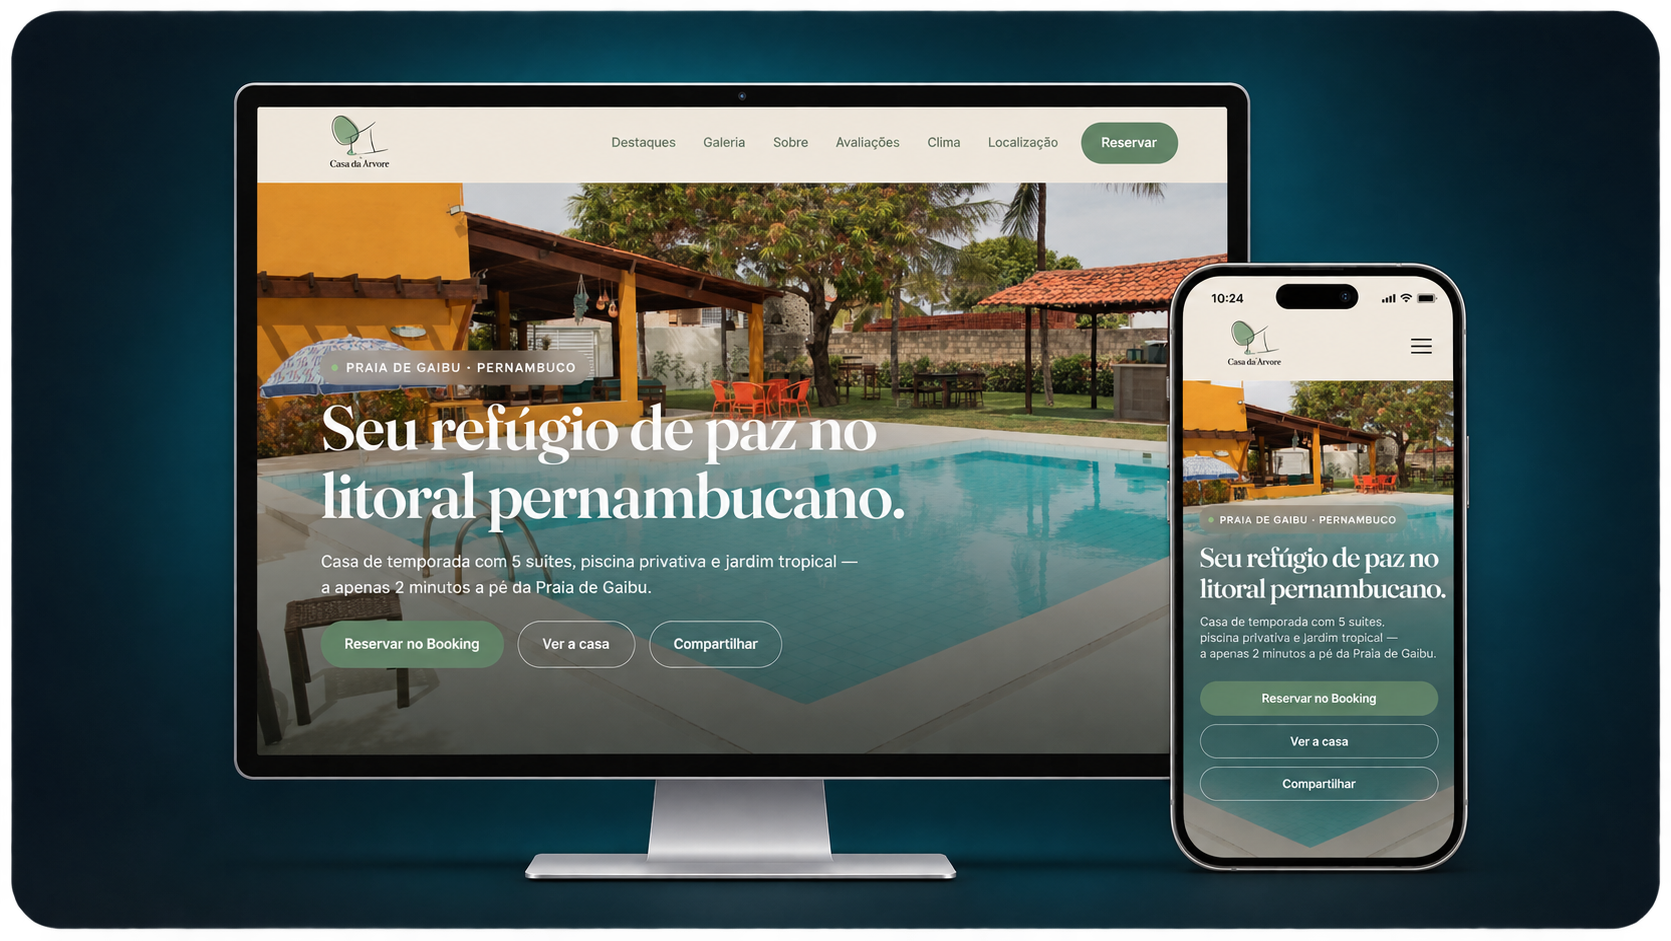 Casa da Árvore
Destaques Galeria Sobre Avaliações Clima Localização Reservar
PRAIA DE GAIBU • PERNAMBUCO
Seu refúgio de paz no
litoral pernambucano.
Casa de temporada com 5 suítes, piscina privativa e jardim tropical —
a apenas 2 minutos a pé da Praia de Gaibu.
Reservar no Booking Ver a casa Compartilhar
10:24
Casa da Árvore
PRAIA DE GAIBU • PERNAMBUCO
Seu refúgio de paz no
litoral pernambucano.
Casa de temporada com 5 suítes,
piscina privativa e jardim tropical —
a apenas 2 minutos a pé da Praia de Gaibu.
Reservar no Booking
Ver a casa
Compartilhar